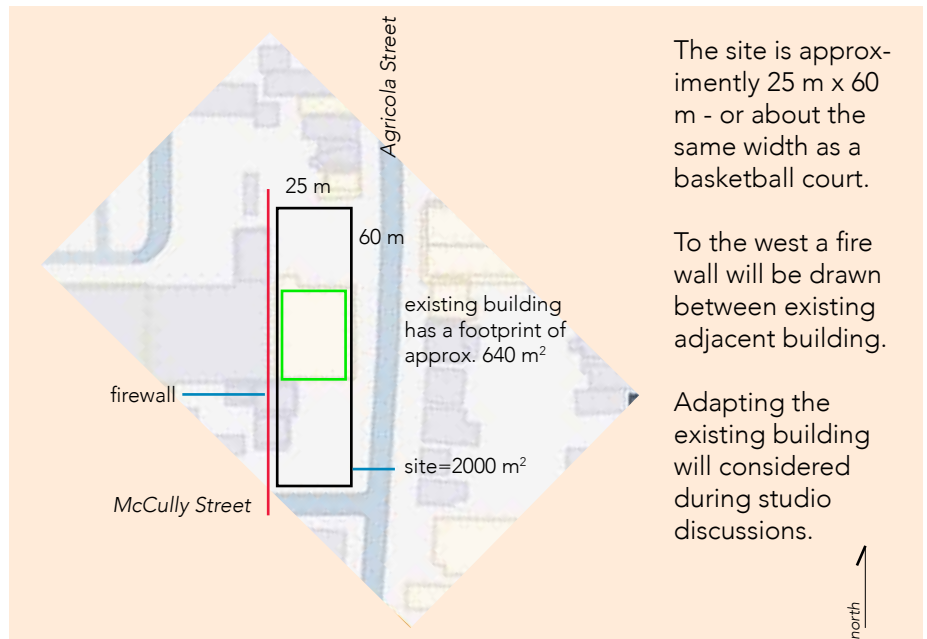 Agricola Street
25 m
60 m
existing building
has a footprint of
approx. 640 m²
firewall
site=2000 m²
McCully Street
The site is approx-
imently 25 m x 60
m - or about the
same width as a
basketball court.
To the west a fire
wall will be drawn
between existing
adjacent building.
Adapting the
existing building
will considered
during studio
discussions.
north